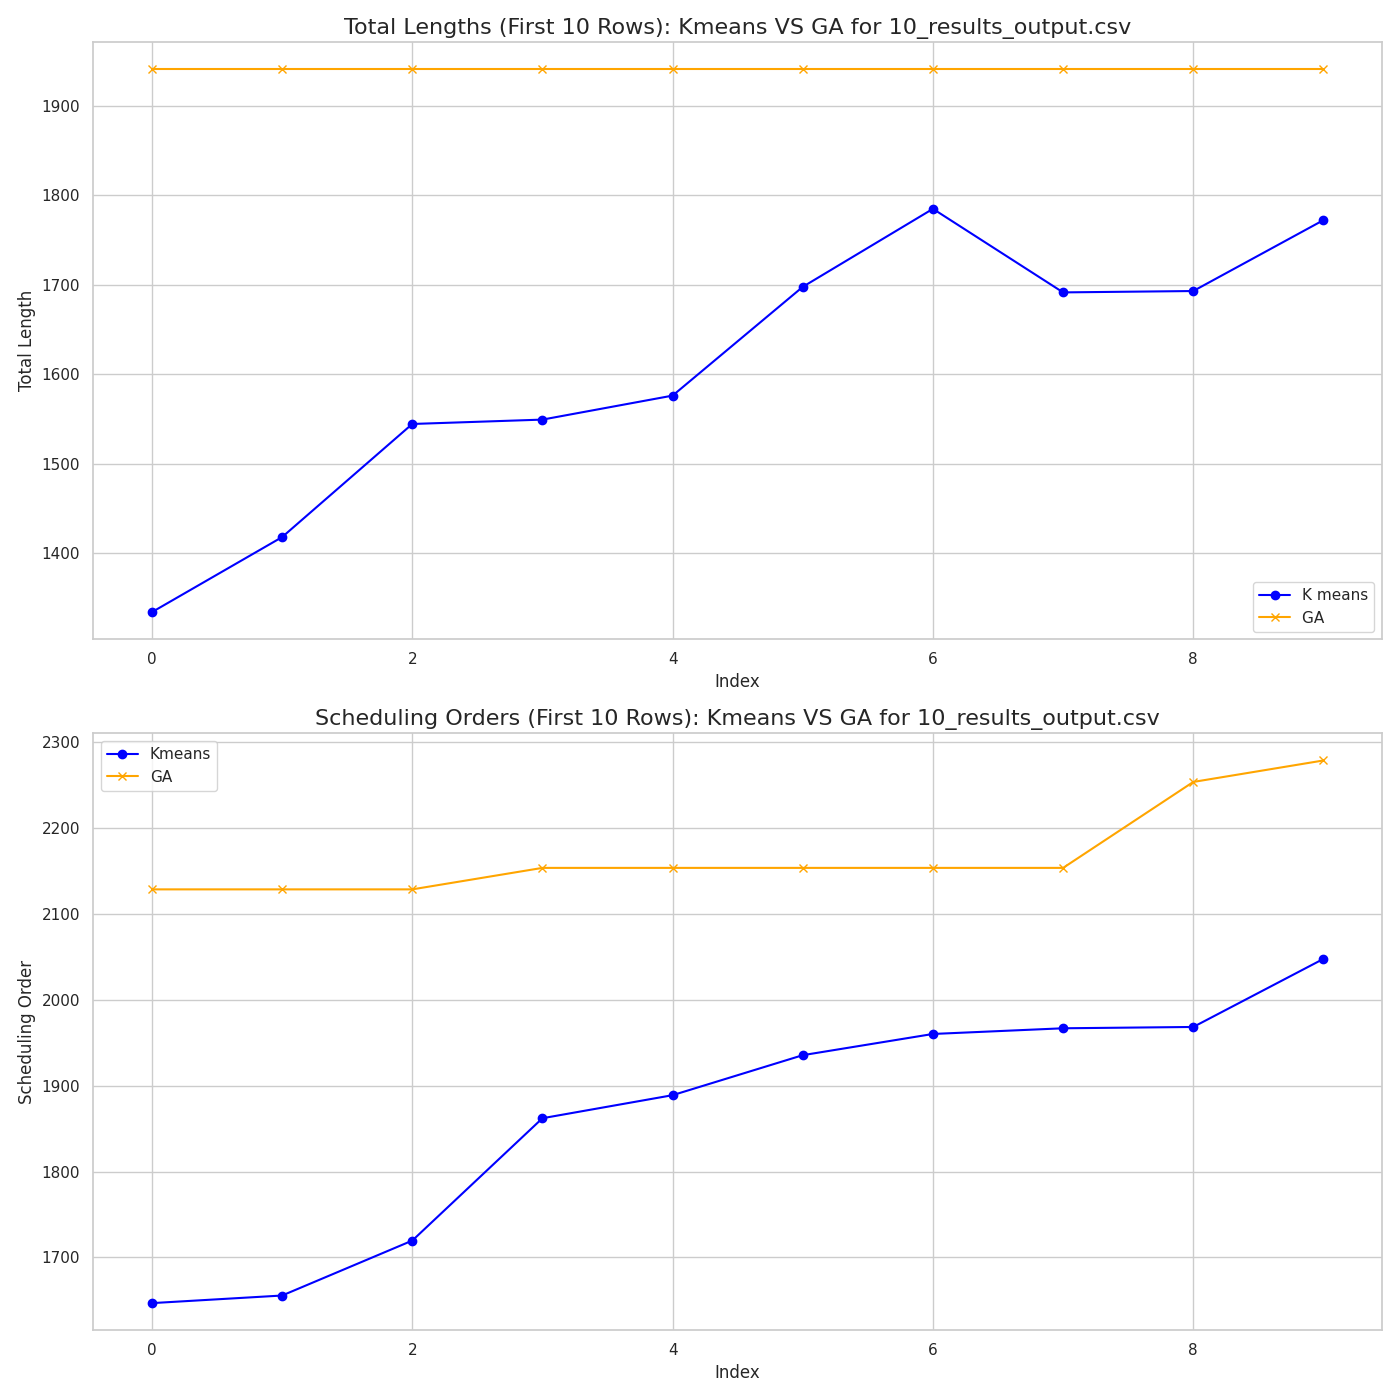 Total Lengths (First 10 Rows): Kmeans VS GA for 10_results_output.csv
Total Length
1900
1800
1700
1600
1500
1400
K means
GA
0 2 4 6 8
Index
Scheduling Orders (First 10 Rows): Kmeans VS GA for 10_results_output.csv
Scheduling Order
2300
2200
2100
2000
1900
1800
1700
Kmeans
GA
0 2 4 6 8
Index